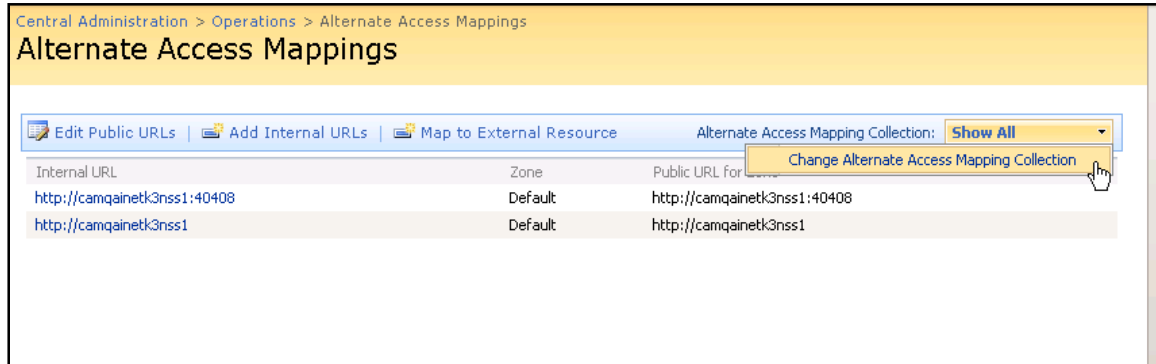 Central Administration > Operations > Alternate Access Mappings
Alternate Access Mappings
Edit Public URLs | Add Internal URLs | Map to External Resource Alternate Access Mapping Collection: Show All
Change Alternate Access Mapping Collection
Internal URL Zone Public URL for
http://camqainetk3nss1:40408 Default http://camqainetk3nss1:40408
http://camqainetk3nss1 Default http://camqainetk3nss1